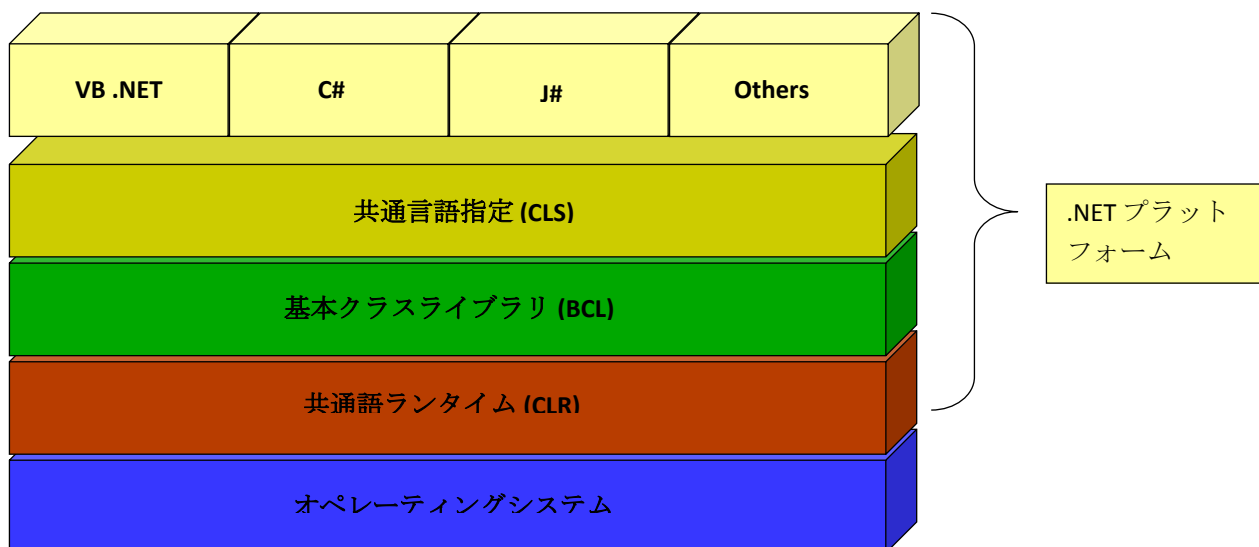 VB .NET
C#
J#
Others
共通言語指定 (CLS)
.NET プラット
フォーム
基本クラスライブラリ (BCL)
共通語ランタイム (CLR)
オペレーティングシステム